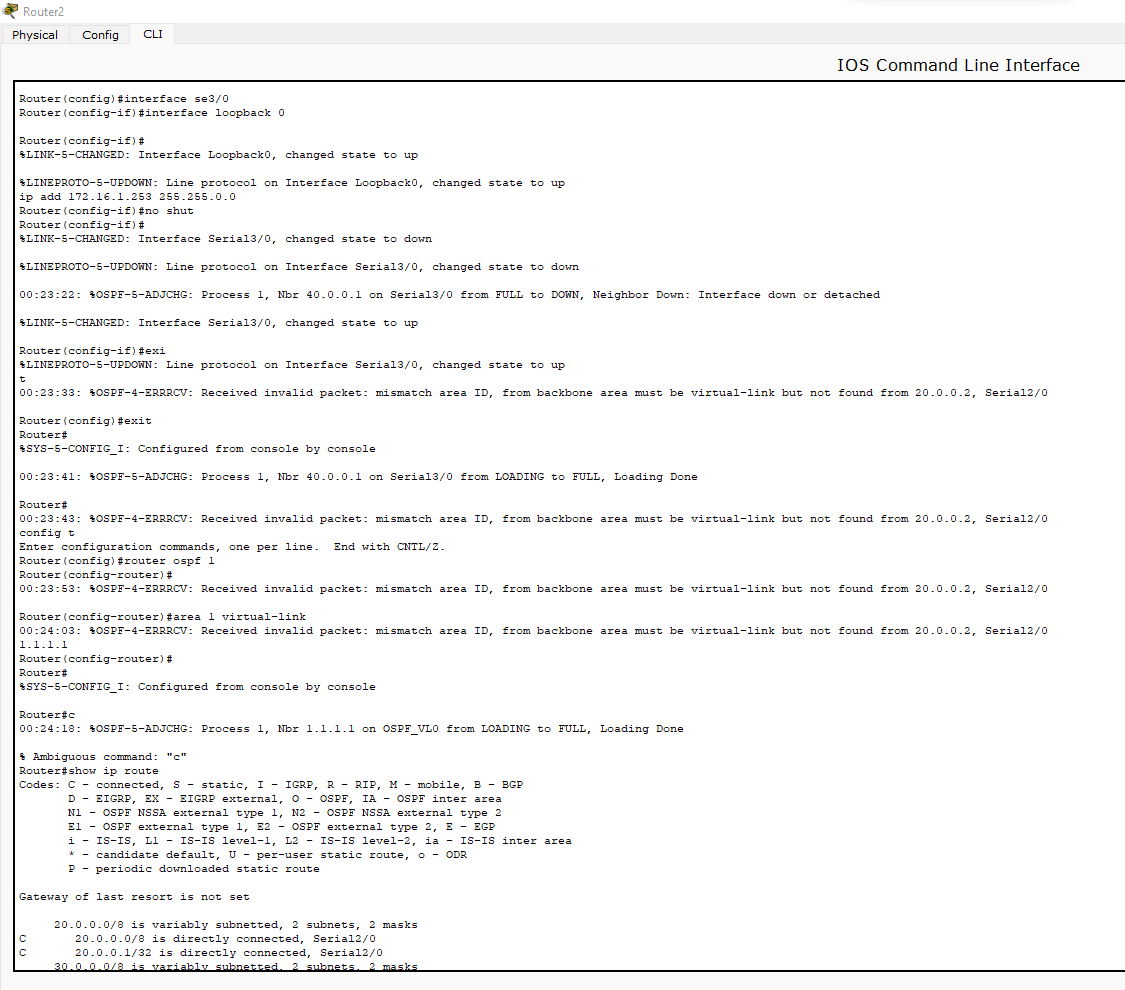 Router2
Physical Config CLI
IOS Command Line Interface
Router(config)#interface se3/0
Router(config-if)#interface loopback 0
Router(config-if)#
%LINK-5-CHANGED: Interface Loopback0, changed state to up
%LINEPROTO-5-UPDOWN: Line protocol on Interface Loopback0, changed state to up
ip add 172.16.1.253 255.255.0.0
Router(config-if)#no shut
Router(config-if)#
%LINK-5-CHANGED: Interface Serial3/0, changed state to down
%LINEPROTO-5-UPDOWN: Line protocol on Interface Serial3/0, changed state to down
00:23:22: %OSPF-5-ADJCHG: Process 1, Nbr 40.0.0.1 on Serial3/0 from FULL to DOWN, Neighbor Down: Interface down or detached
%LINK-5-CHANGED: Interface Serial3/0, changed state to up
Router(config-if)#exi
%LINEPROTO-5-UPDOWN: Line protocol on Interface Serial3/0, changed state to up
t
00:23:33: %OSPF-4-ERRRCV: Received invalid packet: mismatch area ID, from backbone area must be virtual-link but not found from 20.0.0.2, Serial2/0
Router(config)#exit
Router#
%SYS-5-CONFIG_I: Configured from console by console
00:23:41: %OSPF-5-ADJCHG: Process 1, Nbr 40.0.0.1 on Serial3/0 from LOADING to FULL, Loading Done
Router#
00:23:43: %OSPF-4-ERRRCV: Received invalid packet: mismatch area ID, from backbone area must be virtual-link but not found from 20.0.0.2, Serial2/0
config t
Enter configuration commands, one per line.  End with CNTL/Z.
Router(config)#router ospf 1
Router(config-router)#
00:23:53: %OSPF-4-ERRRCV: Received invalid packet: mismatch area ID, from backbone area must be virtual-link but not found from 20.0.0.2, Serial2/0
Router(config-router)#area 1 virtual-link
00:24:03: %OSPF-4-ERRRCV: Received invalid packet: mismatch area ID, from backbone area must be virtual-link but not found from 20.0.0.2, Serial2/0
1.1.1.1
Router(config-router)#
Router#
%SYS-5-CONFIG_I: Configured from console by console
Router#c
00:24:18: %OSPF-5-ADJCHG: Process 1, Nbr 1.1.1.1 on OSPF_VL0 from LOADING to FULL, Loading Done
% Ambiguous command: "c"
Router#show ip route
Codes: C - connected, S - static, I - IGRP, R - RIP, M - mobile, B - BGP
D - EIGRP, EX - EIGRP external, O - OSPF, IA - OSPF inter area
N1 - OSPF NSSA external type 1, N2 - OSPF NSSA external type 2
E1 - OSPF external type 1, E2 - OSPF external type 2, E - EGP
i - IS-IS, L1 - IS-IS level-1, L2 - IS-IS level-2, ia - IS-IS inter area
* - candidate default, U - per-user static route, o - ODR
P - periodic downloaded static route
Gateway of last resort is not set
20.0.0.0/8 is variably subnetted, 2 subnets, 2 masks
C 20.0.0.0/8 is directly connected, Serial2/0
C 20.0.0.1/32 is directly connected, Serial2/0
30.0.0.0/8 is variably subnetted, 2 subnets, 2 masks